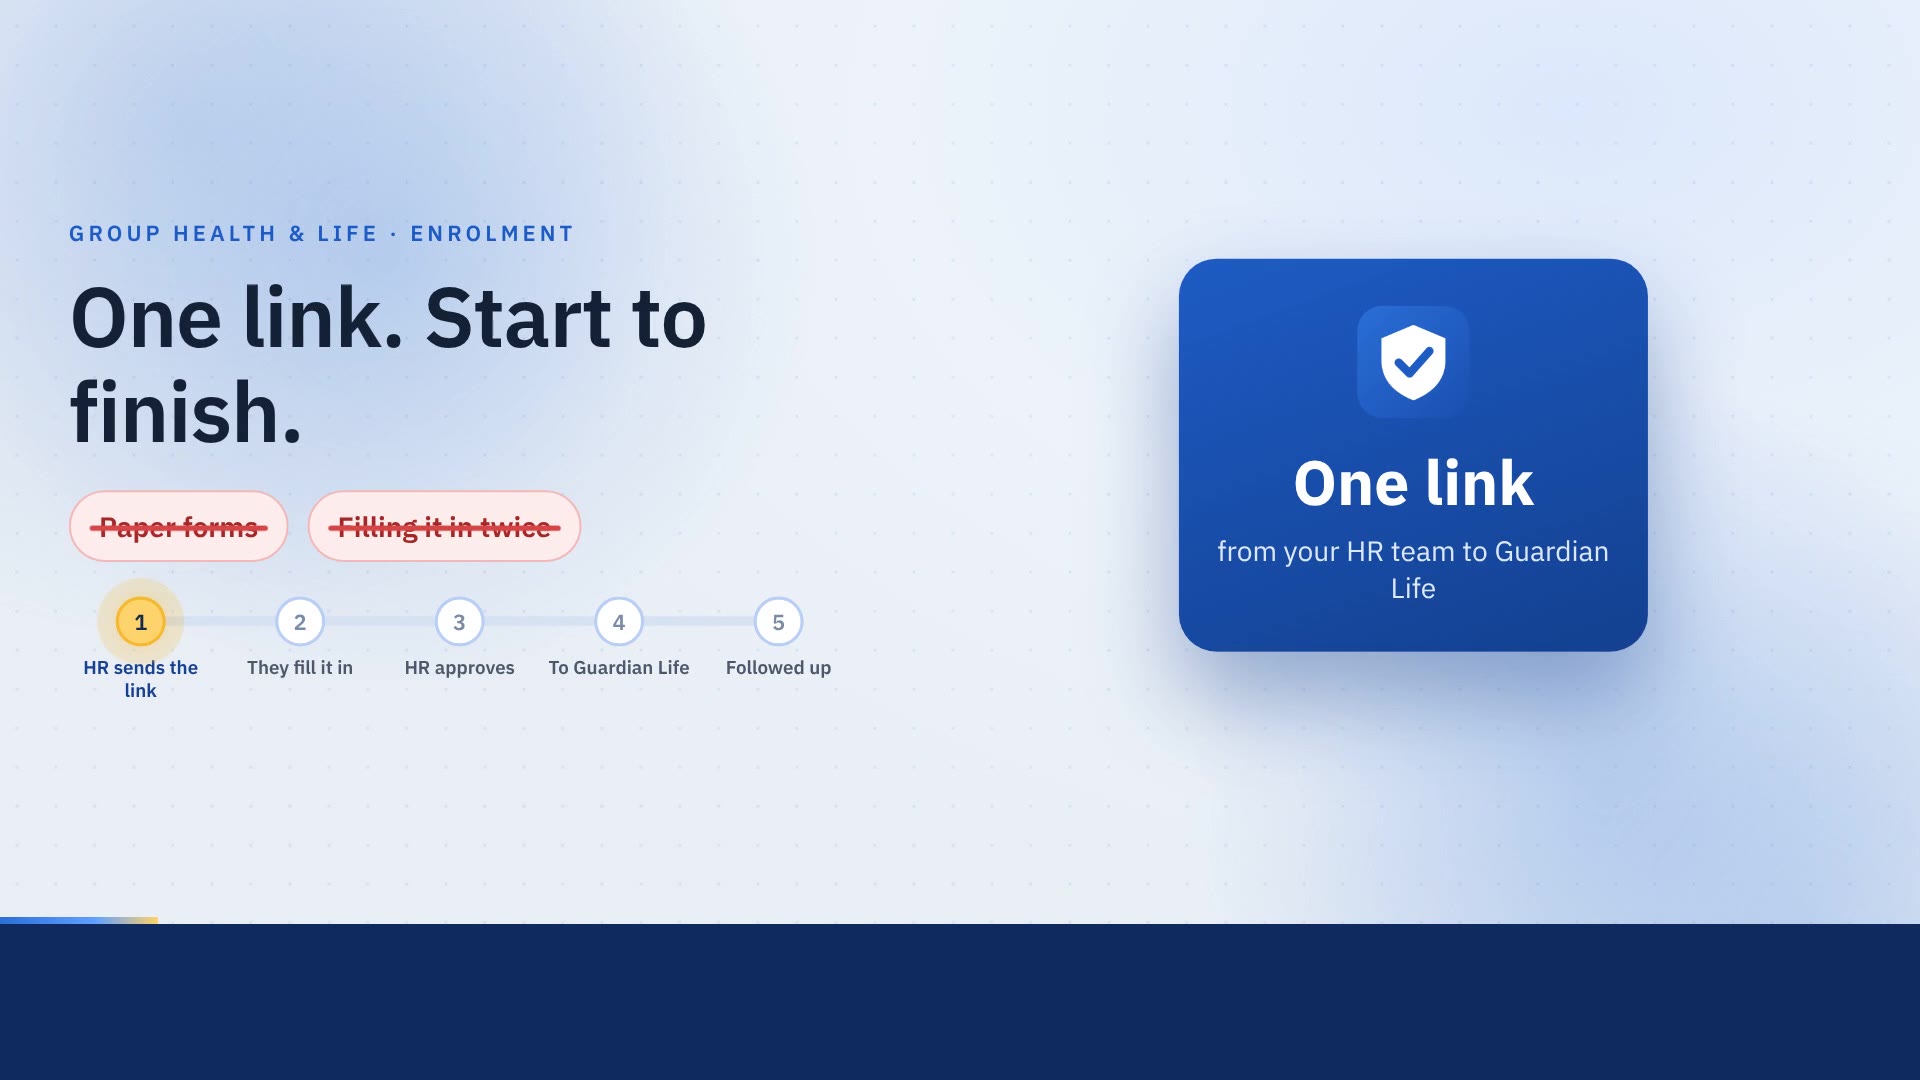 GROUP HEALTH & LIFE · ENROLMENT
One link. Start to
finish.
Paper forms
Filling it in twice
1
2
3
4
5
HR sends the
link
They fill it in
HR approves
To Guardian Life
Followed up
One link
from your HR team to Guardian
Life